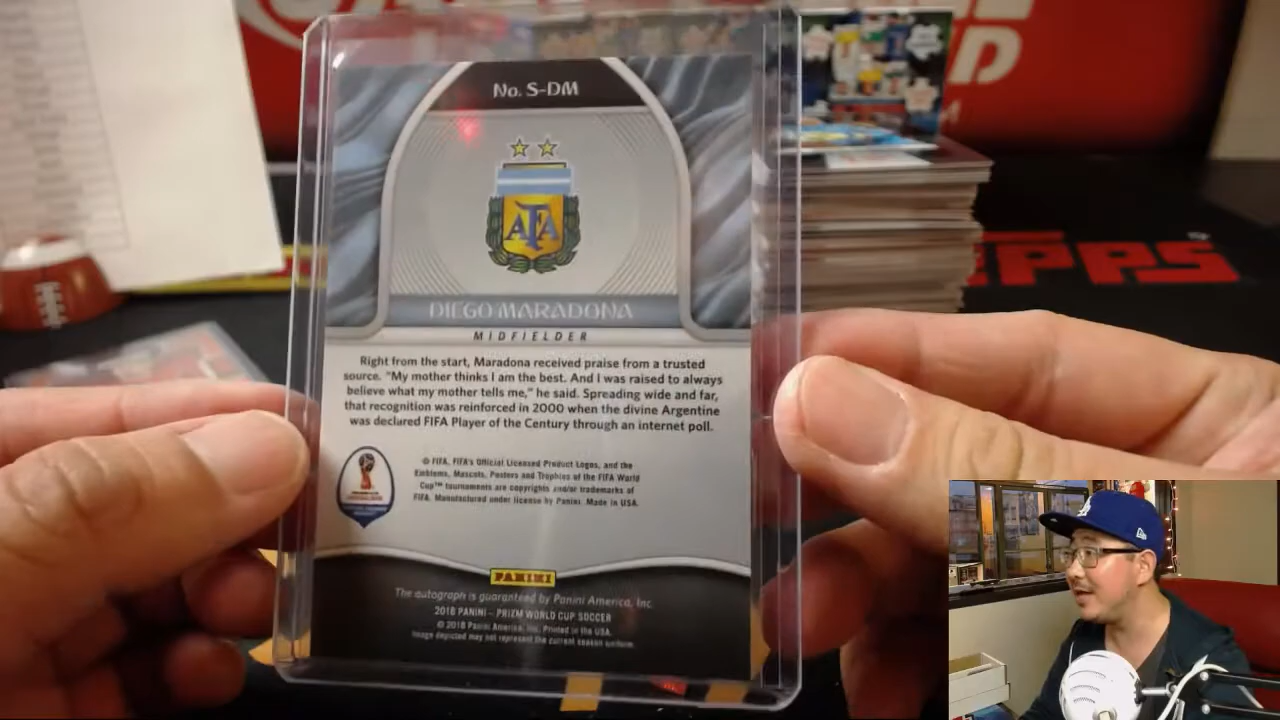 No. S-DM
AFA
DIEGO MARADONA
MIDFIELDER
Right from the start, Maradona received praise from a trusted
source. "My mother thinks I am the best. And I was raised to always
believe what my mother tells me," he said. Spreading wide and far,
that recognition was reinforced in 2000 when the divine Argentine
was declared FIFA Player of the Century through an internet poll.
© FIFA, FIFA's Official Licensed Product Logos, and the
Emblems, Mascots, Posters and Trophies of the FIFA World
Cup™ tournaments are copyrights and/or trademarks of
FIFA. Manufactured under license by Panini. Made in USA.
PANINI
The autograph is guaranteed by Panini America, Inc.
2018 PANINI – PRIZM WORLD CUP SOCCER
© 2018 Panini America, Inc. Printed in the USA.
Image depicted may not represent the current season uniform.
EPPS
LA